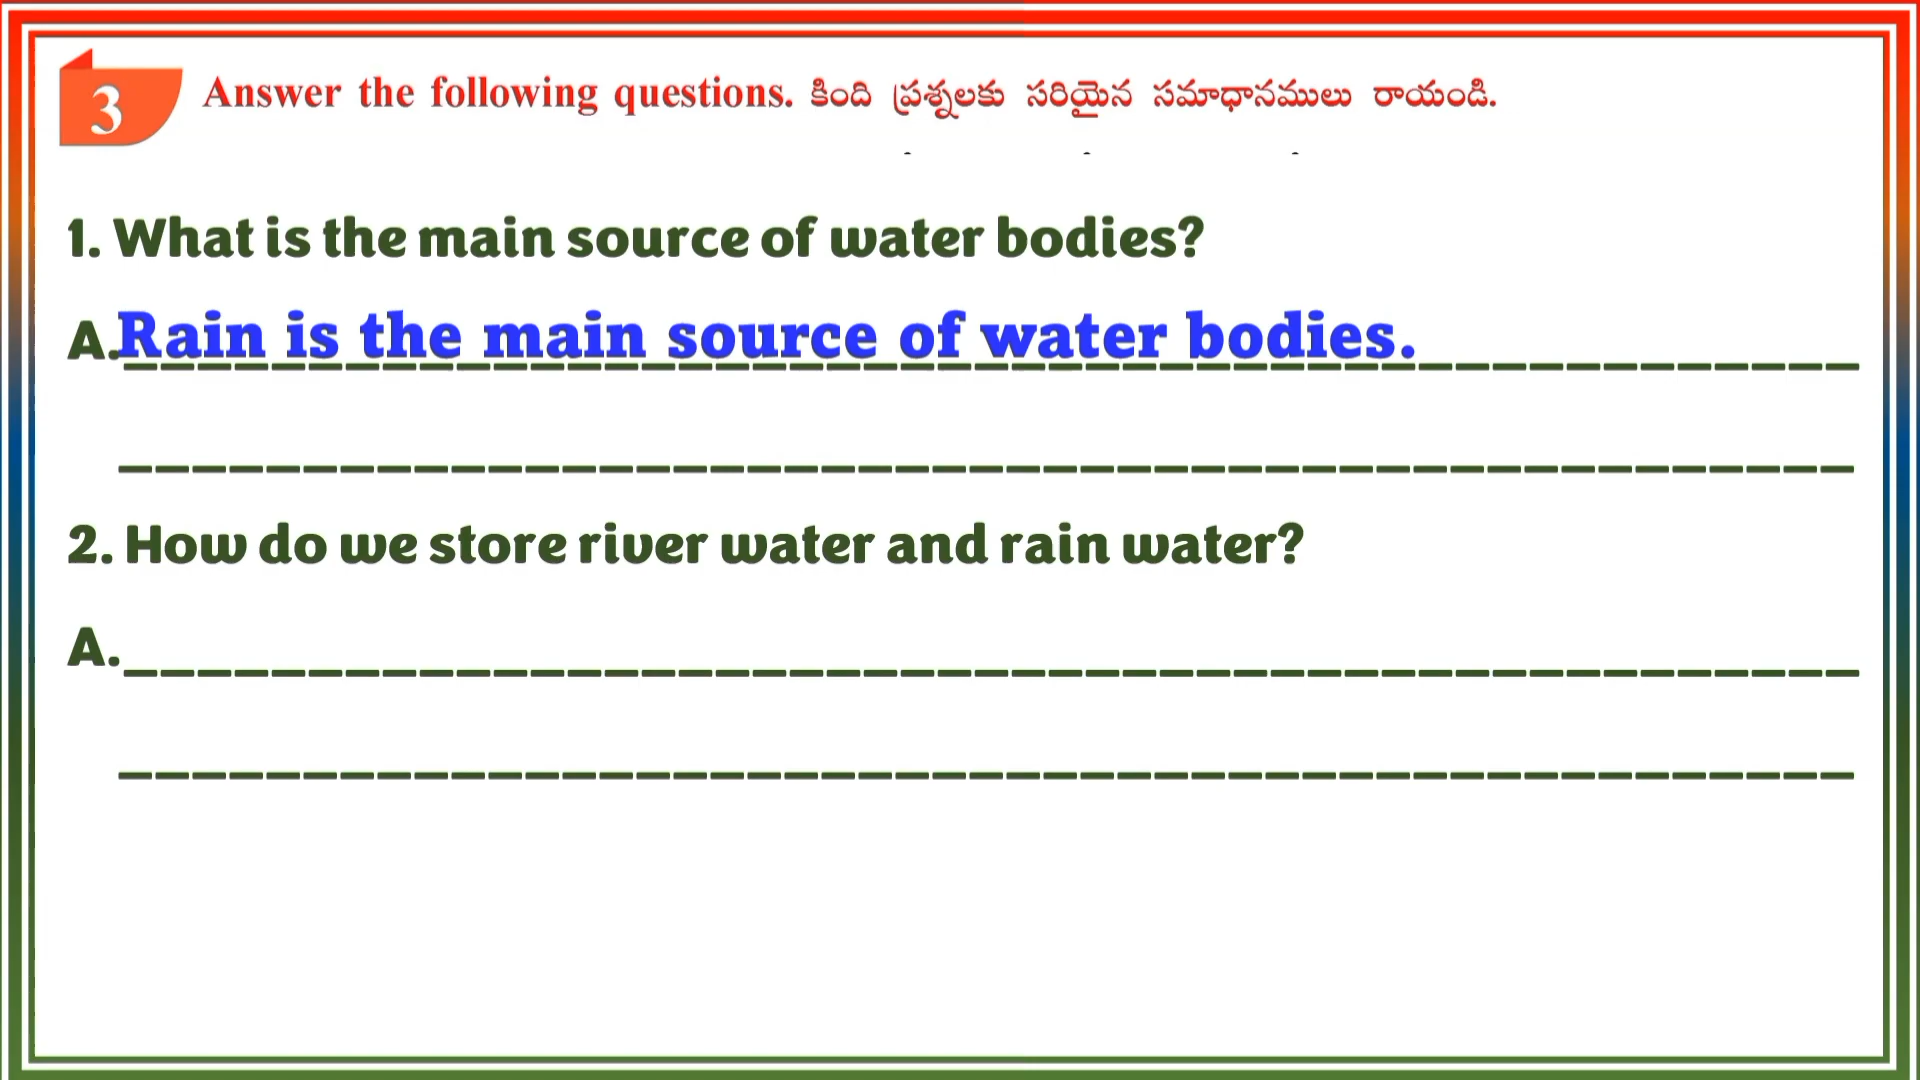 3 Answer the following questions. కింది ప్రశ్నలకు సరియైన సమాధానములు రాయండి.
1. What is the main source of water bodies?
A. Rain is the main source of water bodies.
2. How do we store river water and rain water?
A.